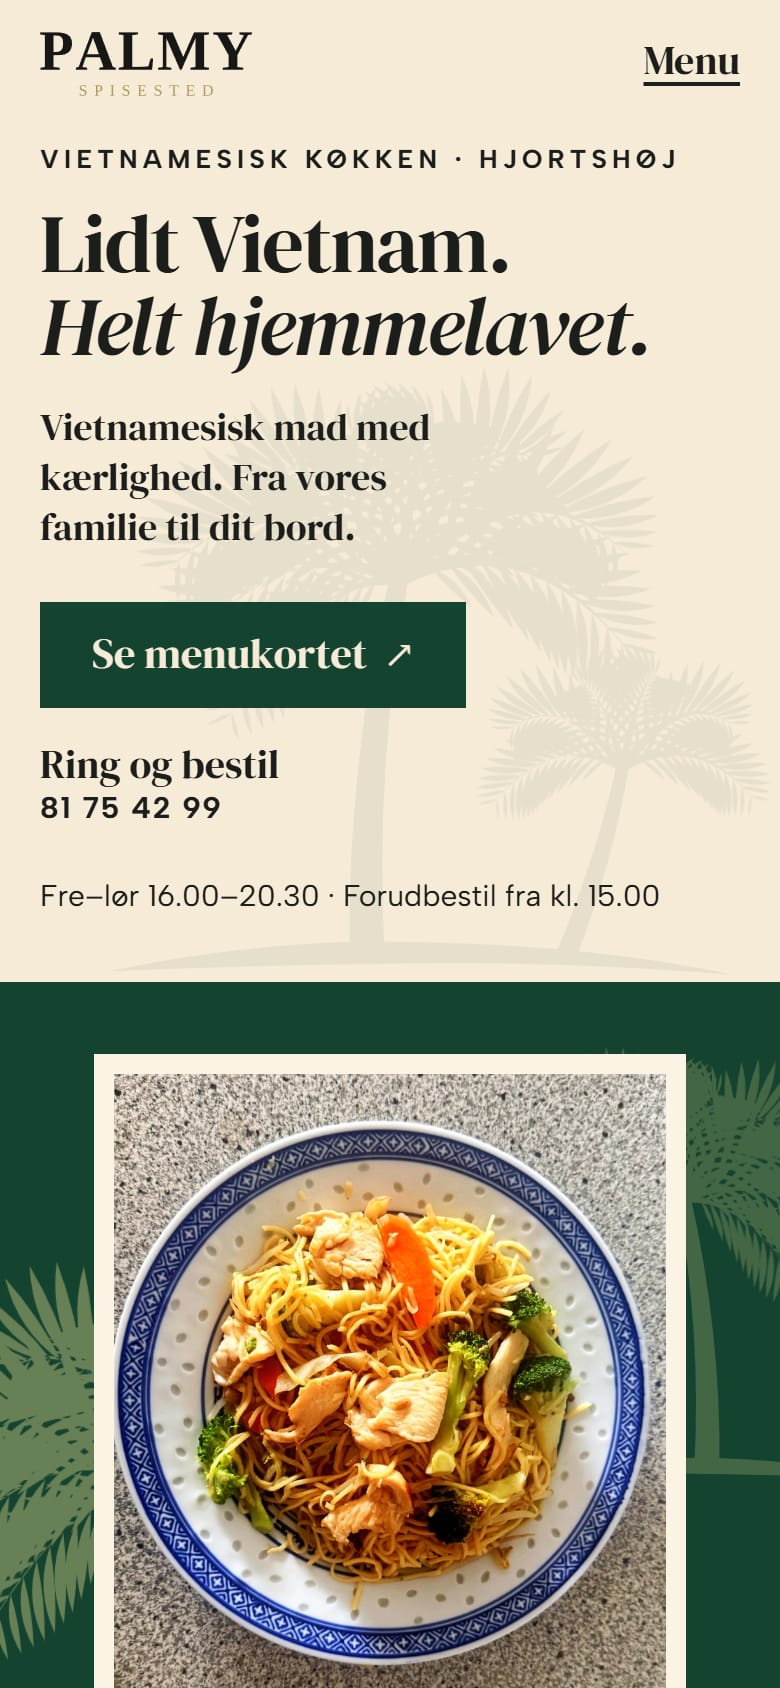 PALMY
SPISESTED
Menu
VIETNAMESISK KØKKEN · HJORTSHØJ
Lidt Vietnam.
Helt hjemmelavet.
Vietnamesisk mad med
kærlighed. Fra vores
familie til dit bord.
Se menukortet ↗
Ring og bestil
81 75 42 99
Fre–lør 16.00–20.30 · Forudbestil fra kl. 15.00